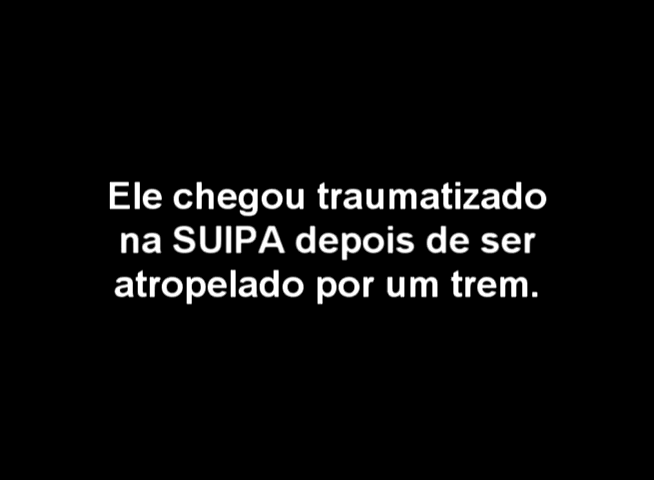 Ele chegou traumatizado
na SUIPA depois de ser
atropelado por um trem.